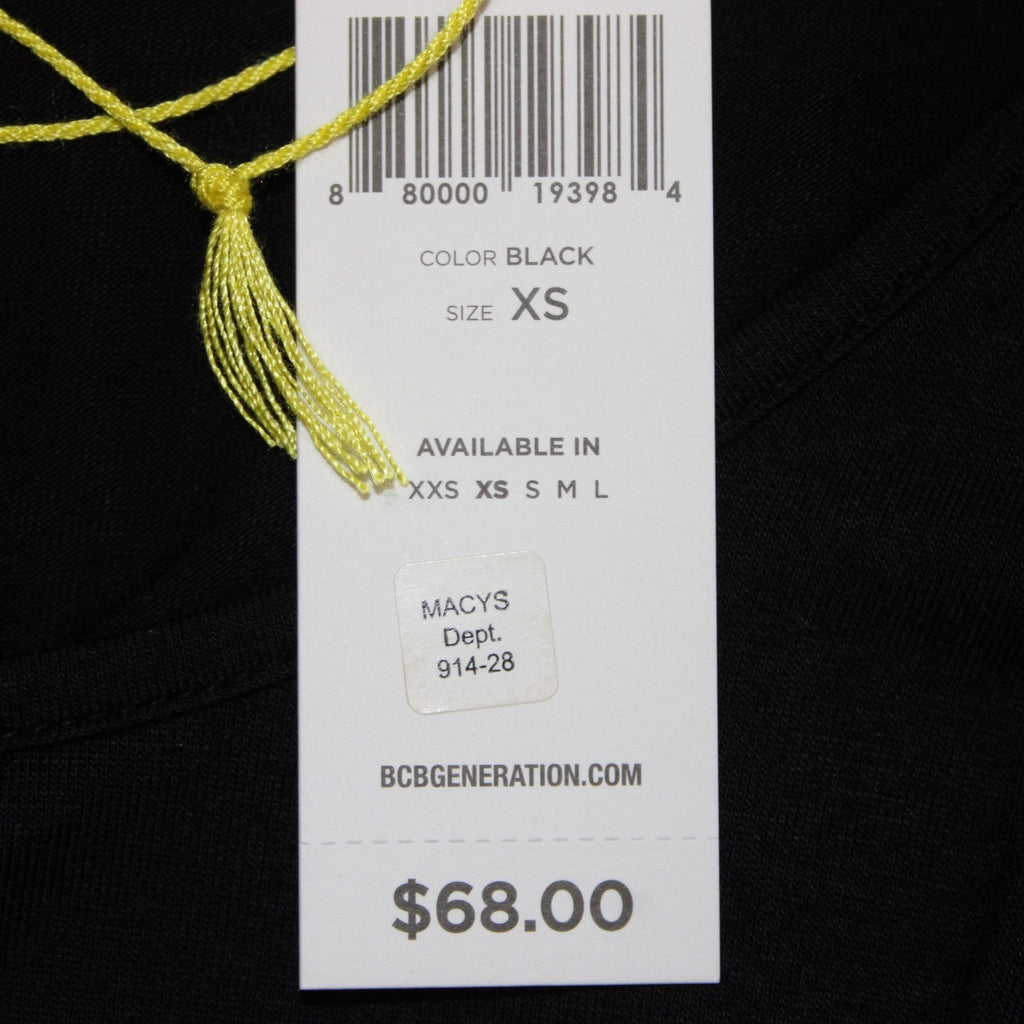 8 80000 19398 4
COLOR BLACK
SIZE XS
AVAILABLE IN
XXS XS S M L
MACYS
Dept.
914-28
BCBGENERATION.COM
$68.00